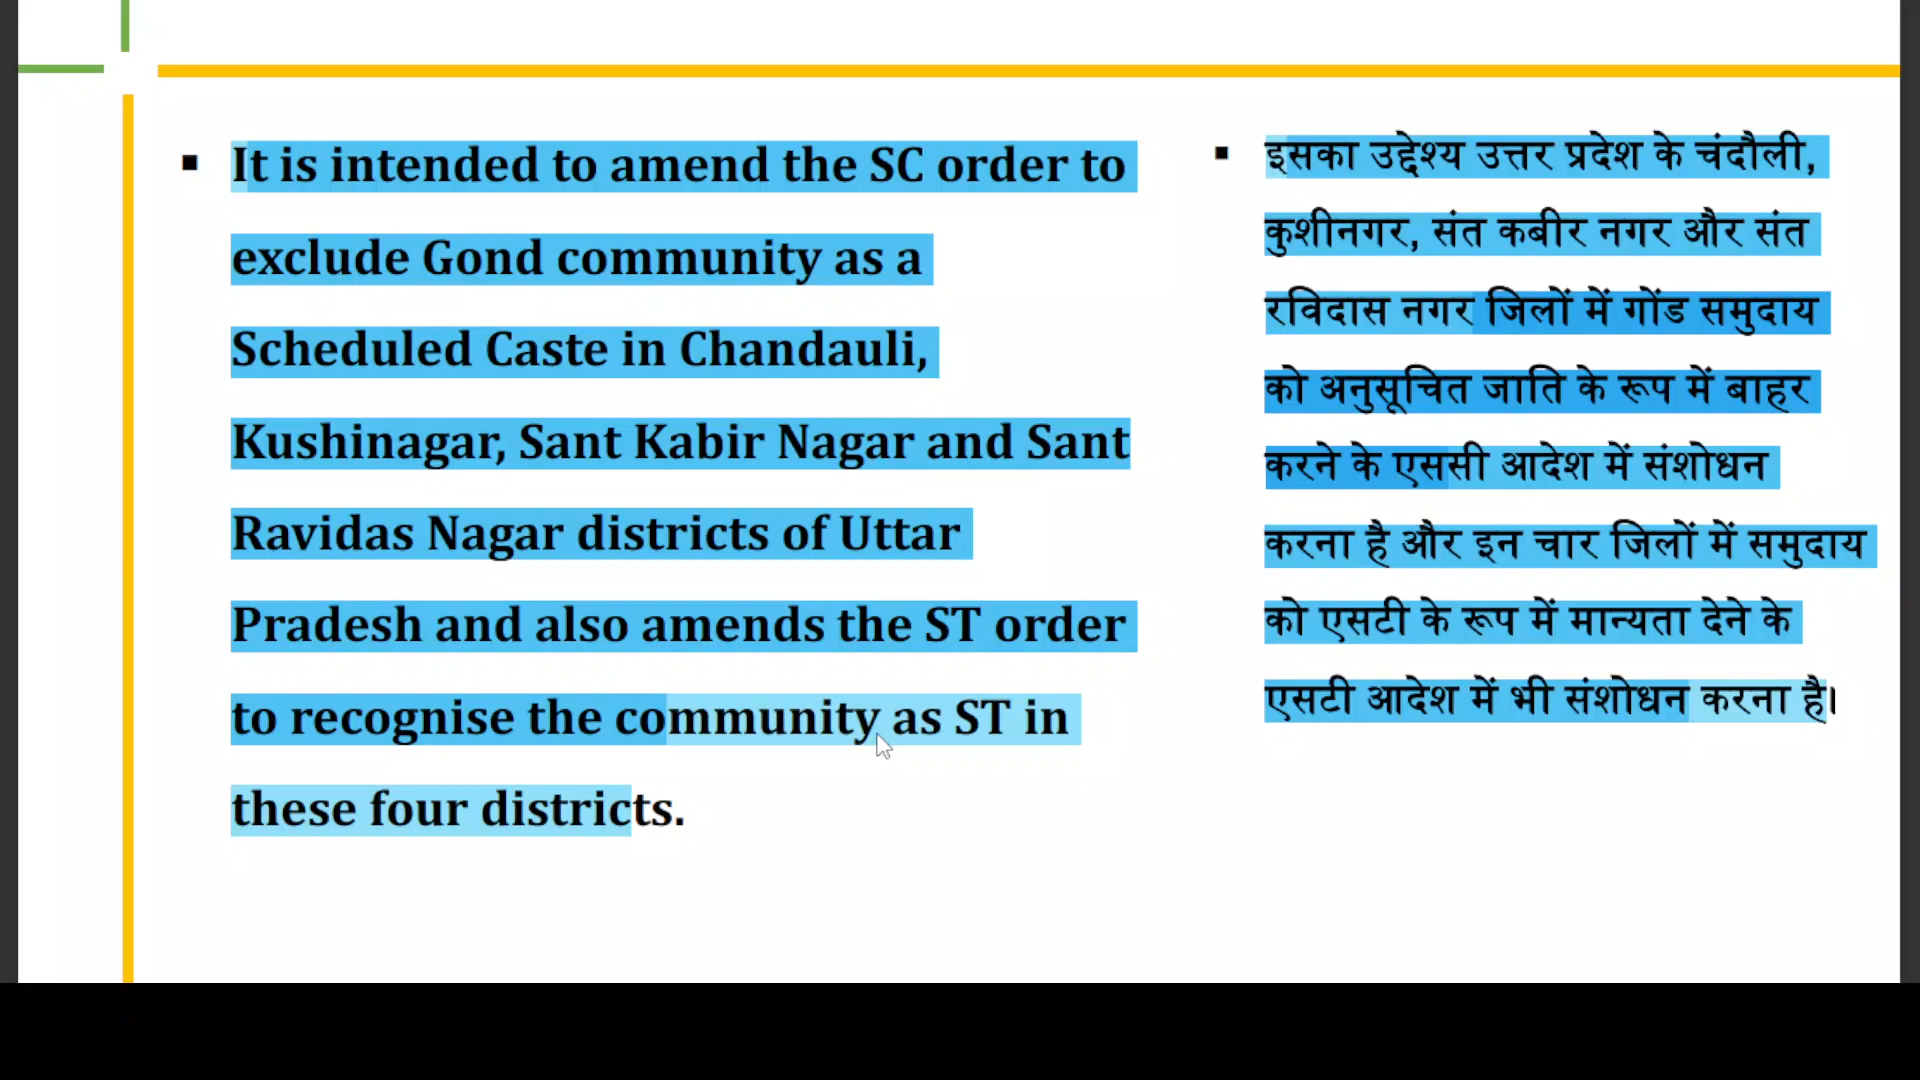 It is intended to amend the SC order to
exclude Gond community as a
Scheduled Caste in Chandauli,
Kushinagar, Sant Kabir Nagar and Sant
Ravidas Nagar districts of Uttar
Pradesh and also amends the ST order
to recognise the community as ST in
these four districts.
इसका उद्देश्य उत्तर प्रदेश के चंदौली,
कुशीनगर, संत कबीर नगर और संत
रविदास नगर जिलों में गोंड समुदाय
को अनुसूचित जाति के रूप में बाहर
करने के एससी आदेश में संशोधन
करना है और इन चार जिलों में समुदाय
को एसटी के रूप में मान्यता देने के
एसटी आदेश में भी संशोधन करना है।